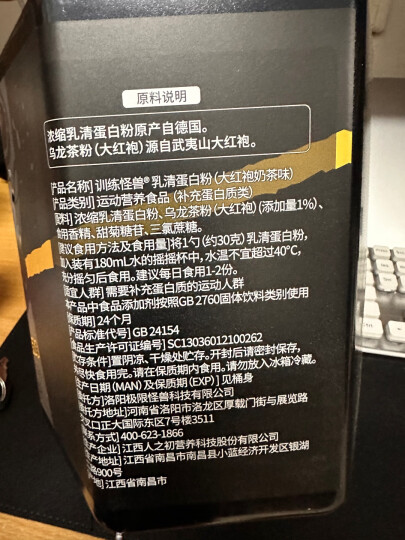 原料说明
浓缩乳清蛋白粉原产自德国。
乌龙茶粉（大红袍）源自武夷山大红袍。
产品名称] 训练怪兽®乳清蛋白粉（大红袍奶茶味）
产品类别] 运动营养食品（补充蛋白质类）
配料] 浓缩乳清蛋白粉、乌龙茶粉（大红袍）（添加量1%）、
食用香精、甜菊糖苷、三氯蔗糖。
建议食用方法及食用量]将1勺（约30克）乳清蛋白粉，
加入装有180mL水的摇摇杯中，水温不宜超过40℃，
充分摇匀后食用。建议每日食用1-2份。
适宜人群] 需要补充蛋白质的运动人群
本产品中食品添加剂按照GB 2760固体饮料类别使用
保质期] 24个月
产品标准代号] GB 24154
食品生产许可证编号] SC13036012100262
贮存条件] 置阴凉、干燥处贮存。开封后请密封保存，
尽快食用完。请在保质期内食用。请勿放入冰箱冷藏。
生产日期 (MAN) 及保质期 (EXP) ] 见桶身
委托方] 洛阳极限怪兽科技有限公司
委托方地址] 河南省洛阳市洛龙区厚载门街与展览路
交叉口正大国际东区7号楼3511
联系方式] 400-623-1866
生产企业] 江西人之初营养科技股份有限公司
生产地址] 江西省南昌市南昌县小蓝经济开发区银湖
路900号
地] 江西省南昌市